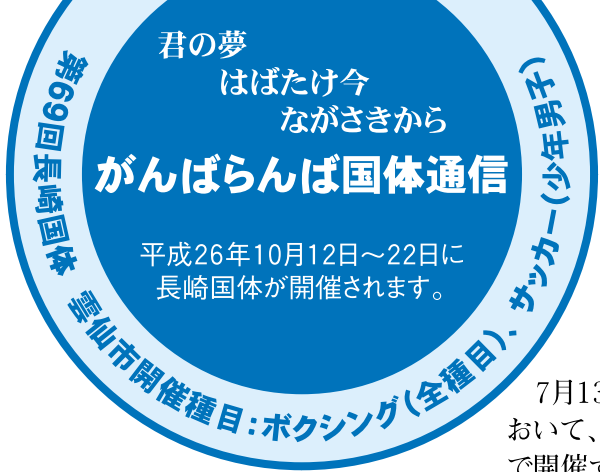 君の夢
はばたけ今
ながさきから
がんばらんば国体通信
平成26年10月12日～22日に
長崎国体が開催されます。
第69回長崎国体　雲仙市開催種目：ボクシング（全種目）、サッカー（少年男子）
7月13
おいて、
で開催